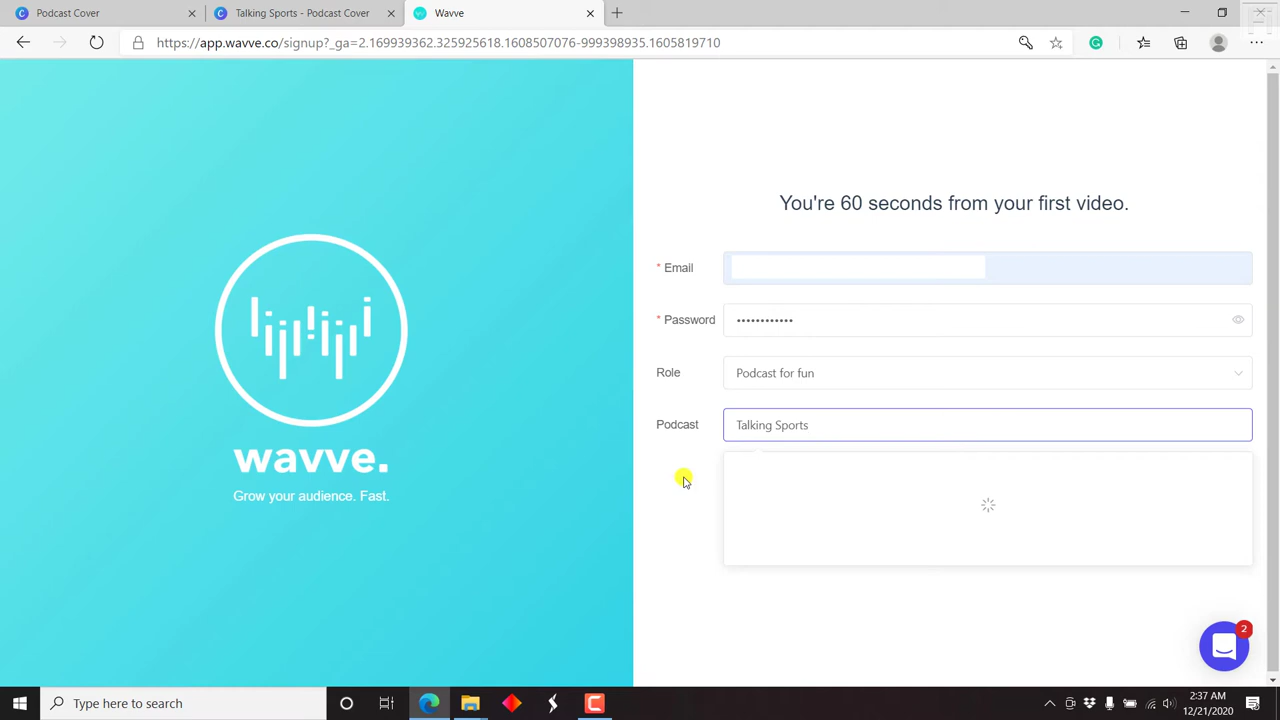 Podcast Cover
Talking Sports - Podcast Cover
Wavve
https://app.wavve.co/signup?_ga=2.169939362.325925618.1608507076-999398935.1605819710
You're 60 seconds from your first video.
* Email
* Password ••••••••••••
Role Podcast for fun
Podcast Talking Sports
wavve.
Grow your audience. Fast.
2
Type here to search
2:37 AM
12/21/2020